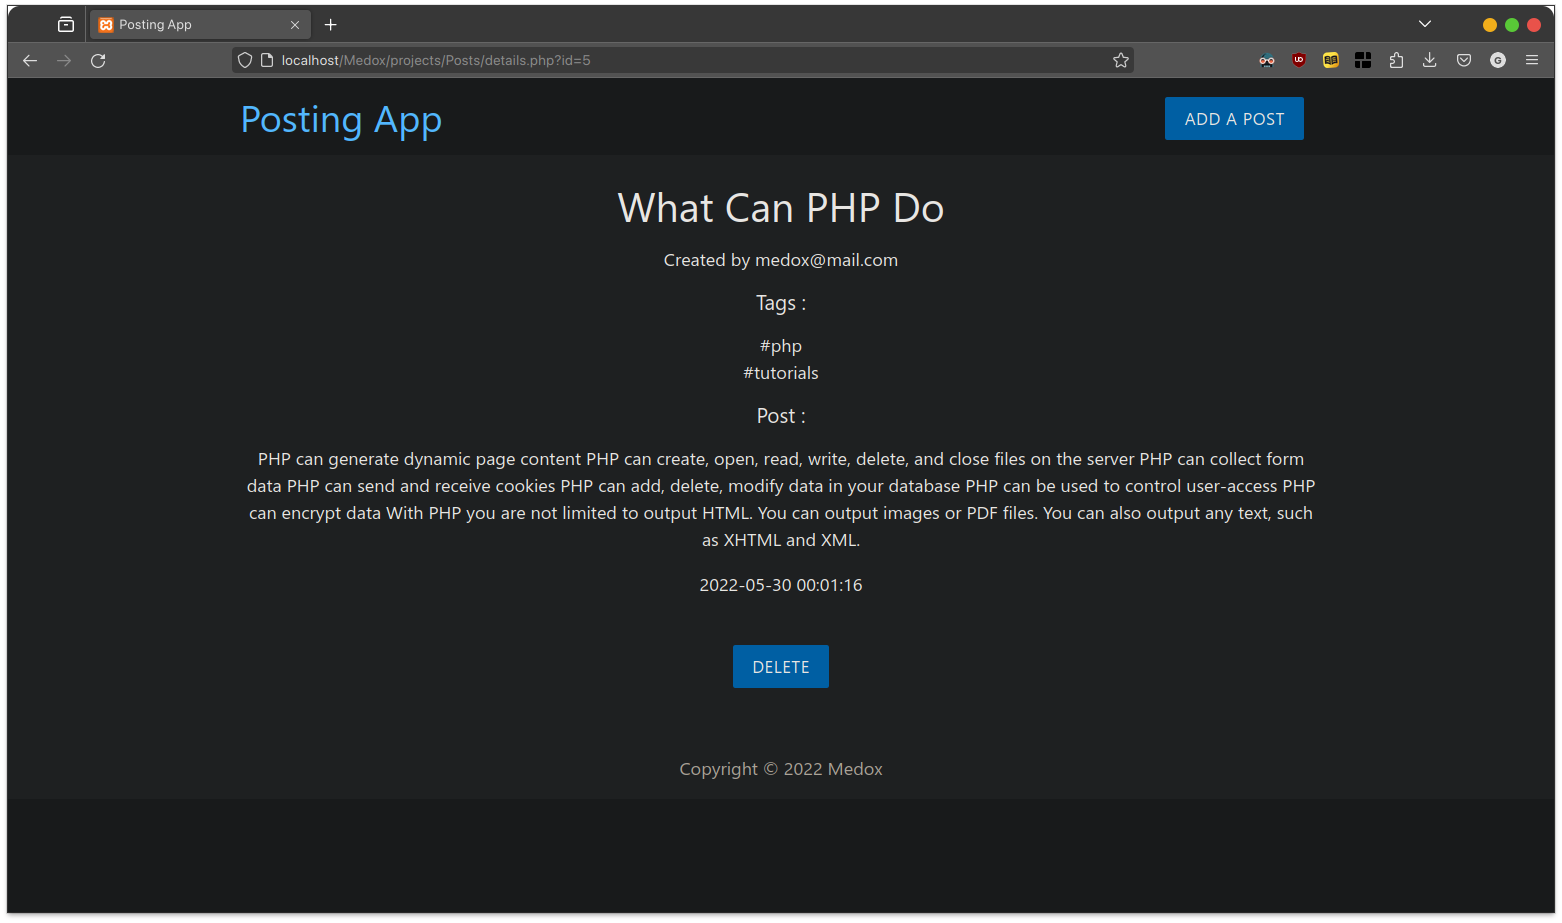 Posting App
localhost/Medox/projects/Posts/details.php?id=5
Posting App
ADD A POST
What Can PHP Do
Created by medox@mail.com
Tags :
#php
#tutorials
Post :
PHP can generate dynamic page content PHP can create, open, read, write, delete, and close files on the server PHP can collect form
data PHP can send and receive cookies PHP can add, delete, modify data in your database PHP can be used to control user-access PHP
can encrypt data With PHP you are not limited to output HTML. You can output images or PDF files. You can also output any text, such
as XHTML and XML.
2022-05-30 00:01:16
DELETE
Copyright © 2022 Medox